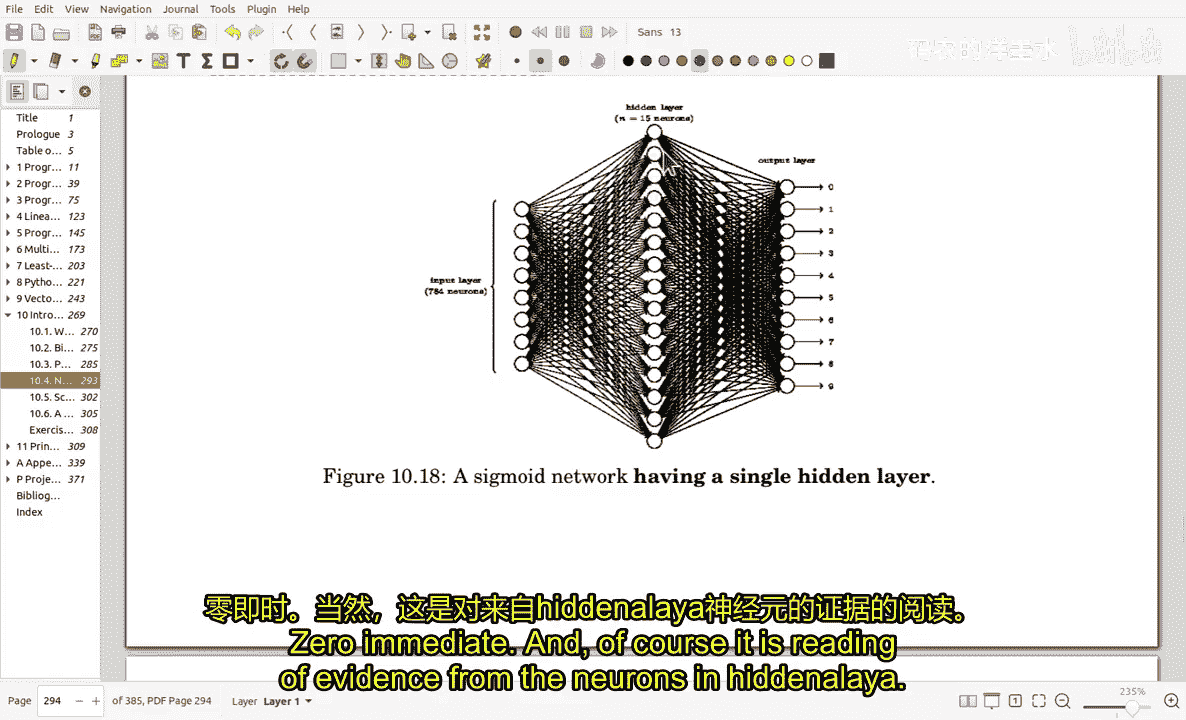 File Edit View Navigation Journal Tools Plugin Help
Sans 13
bilibili
Title 1
Prologue 3
Table o... 5
1 Progr... 11
2 Progr... 39
3 Progr... 75
4 Linea... 123
5 Progr... 145
6 Multi... 173
7 Least-... 203
8 Pytho... 221
9 Vecto... 243
10 Intro... 269
10.1. W... 270
10.2. Bi... 275
10.3. P... 285
10.4. N... 293
10.5. Sc... 302
10.6. A ... 305
Exercis... 308
11 Prin... 309
A Appe... 339
P Proje... 371
Bibliog...
Index
hidden layer
(n = 15 neurons)
output layer
input layer
(784 neurons)
0
1
2
3
4
5
6
7
8
9
Figure 10.18: A sigmoid network having a single hidden layer.
零即时。当然，这是对来自hiddenalaya神经元的证据的阅读。
Zero immediate. And, of course it is reading
of evidence from the neurons in hiddenalaya.
Page 294 of 385, PDF Page 294 Layer Layer 1
235%